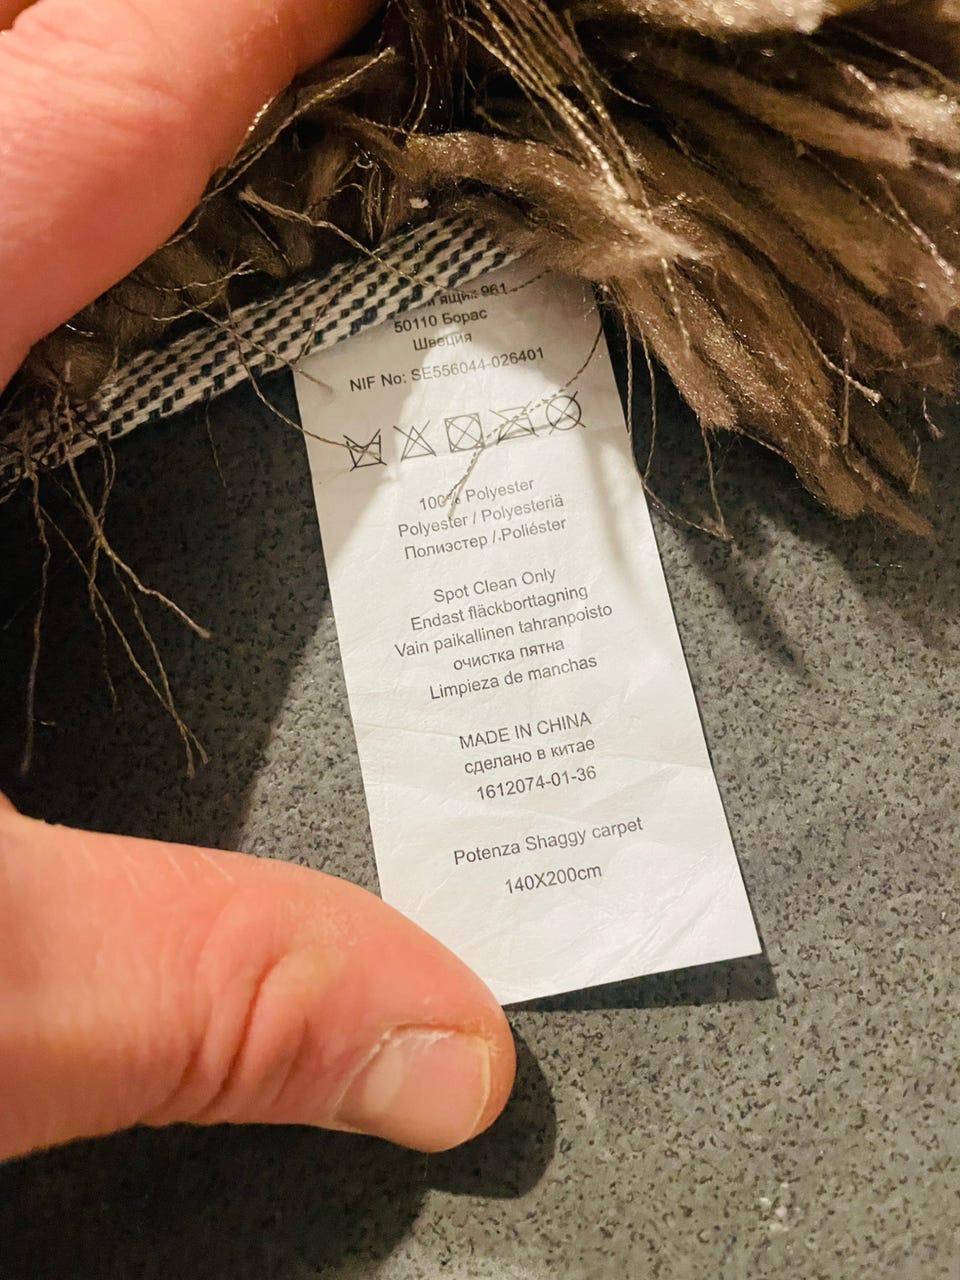 ящик 961
50110 Борас
Швеция
NIF No: SE556044-026401
100% Polyester
Polyester / Polyesteriä
Полиэстер /.Poliéster
Spot Clean Only
Endast fläckborttagning
Vain paikallinen tahranpoisto
очистка пятна
Limpieza de manchas
MADE IN CHINA
сделано в китае
1612074-01-36
Potenza Shaggy carpet
140X200cm